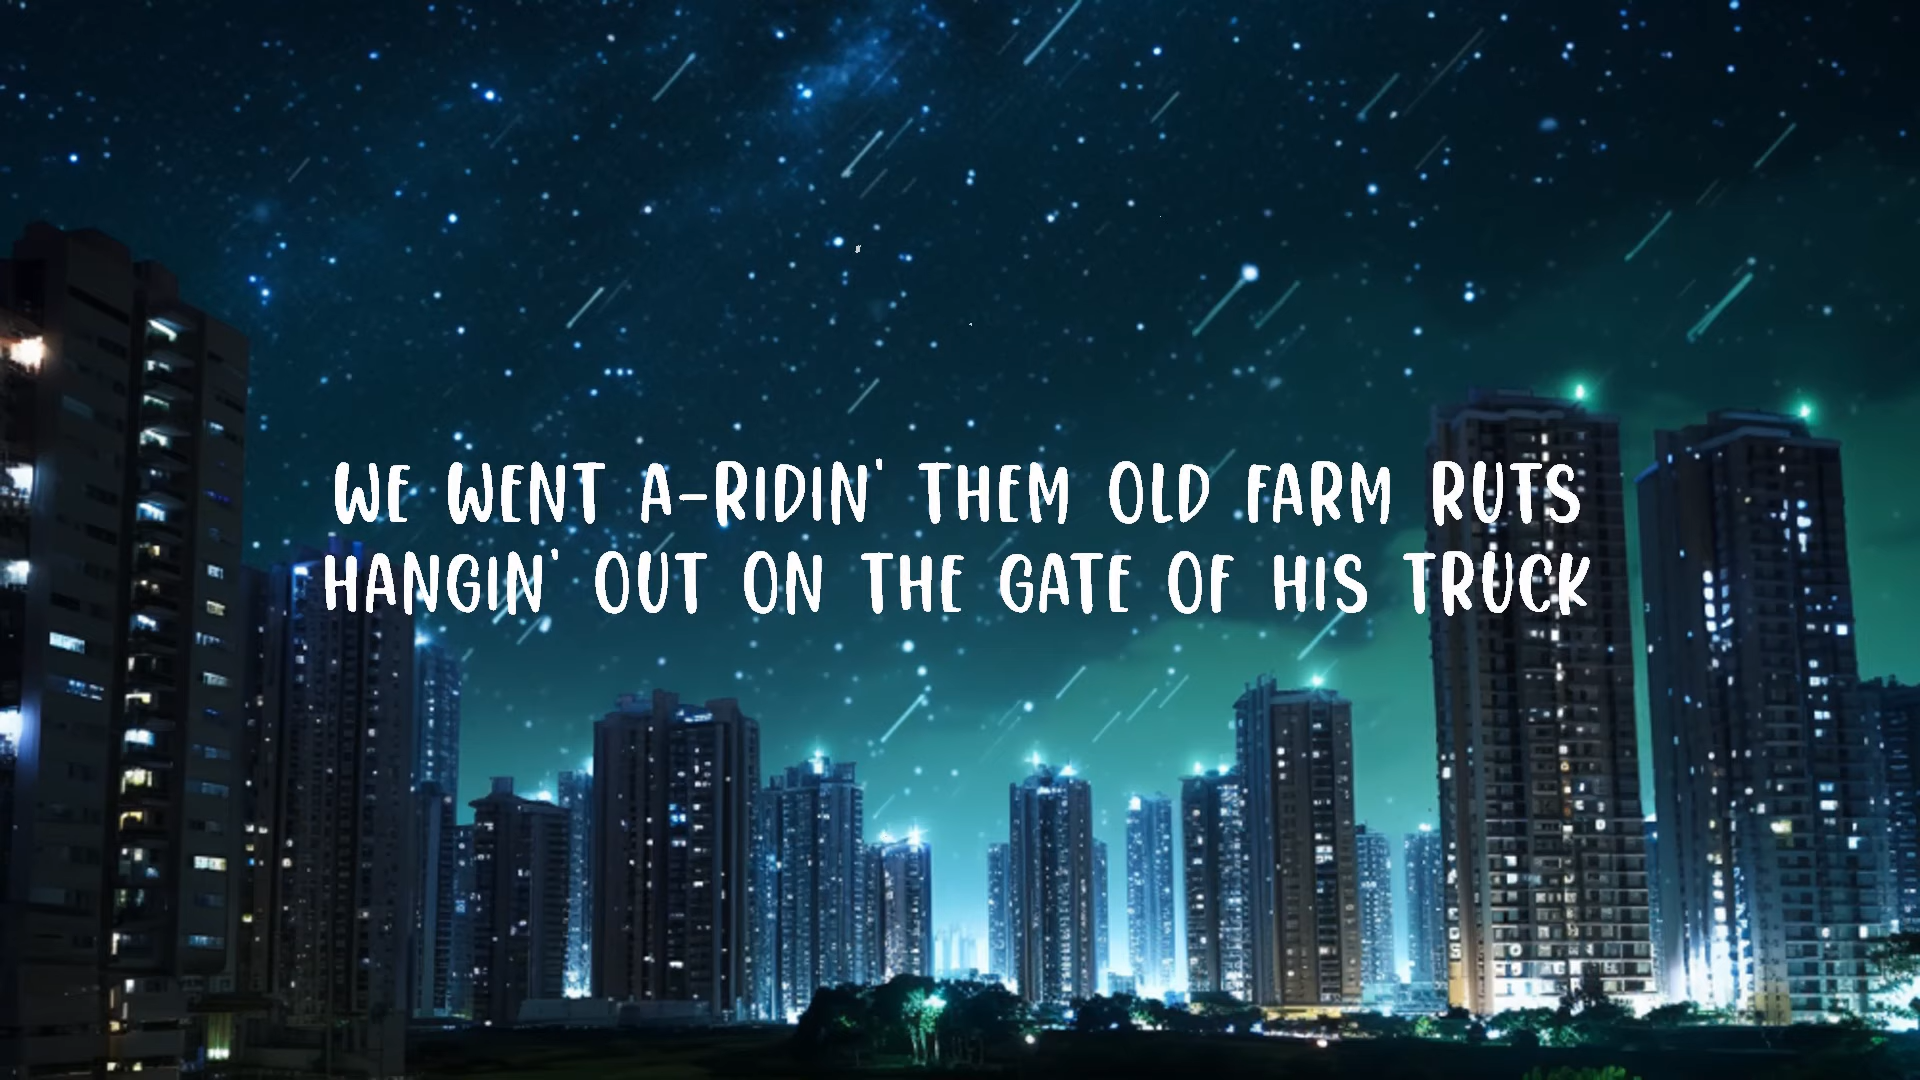 WE WENT A-RIDIN' THEM OLD FARM RUTS
HANGIN' OUT ON THE GATE OF HIS TRUCK